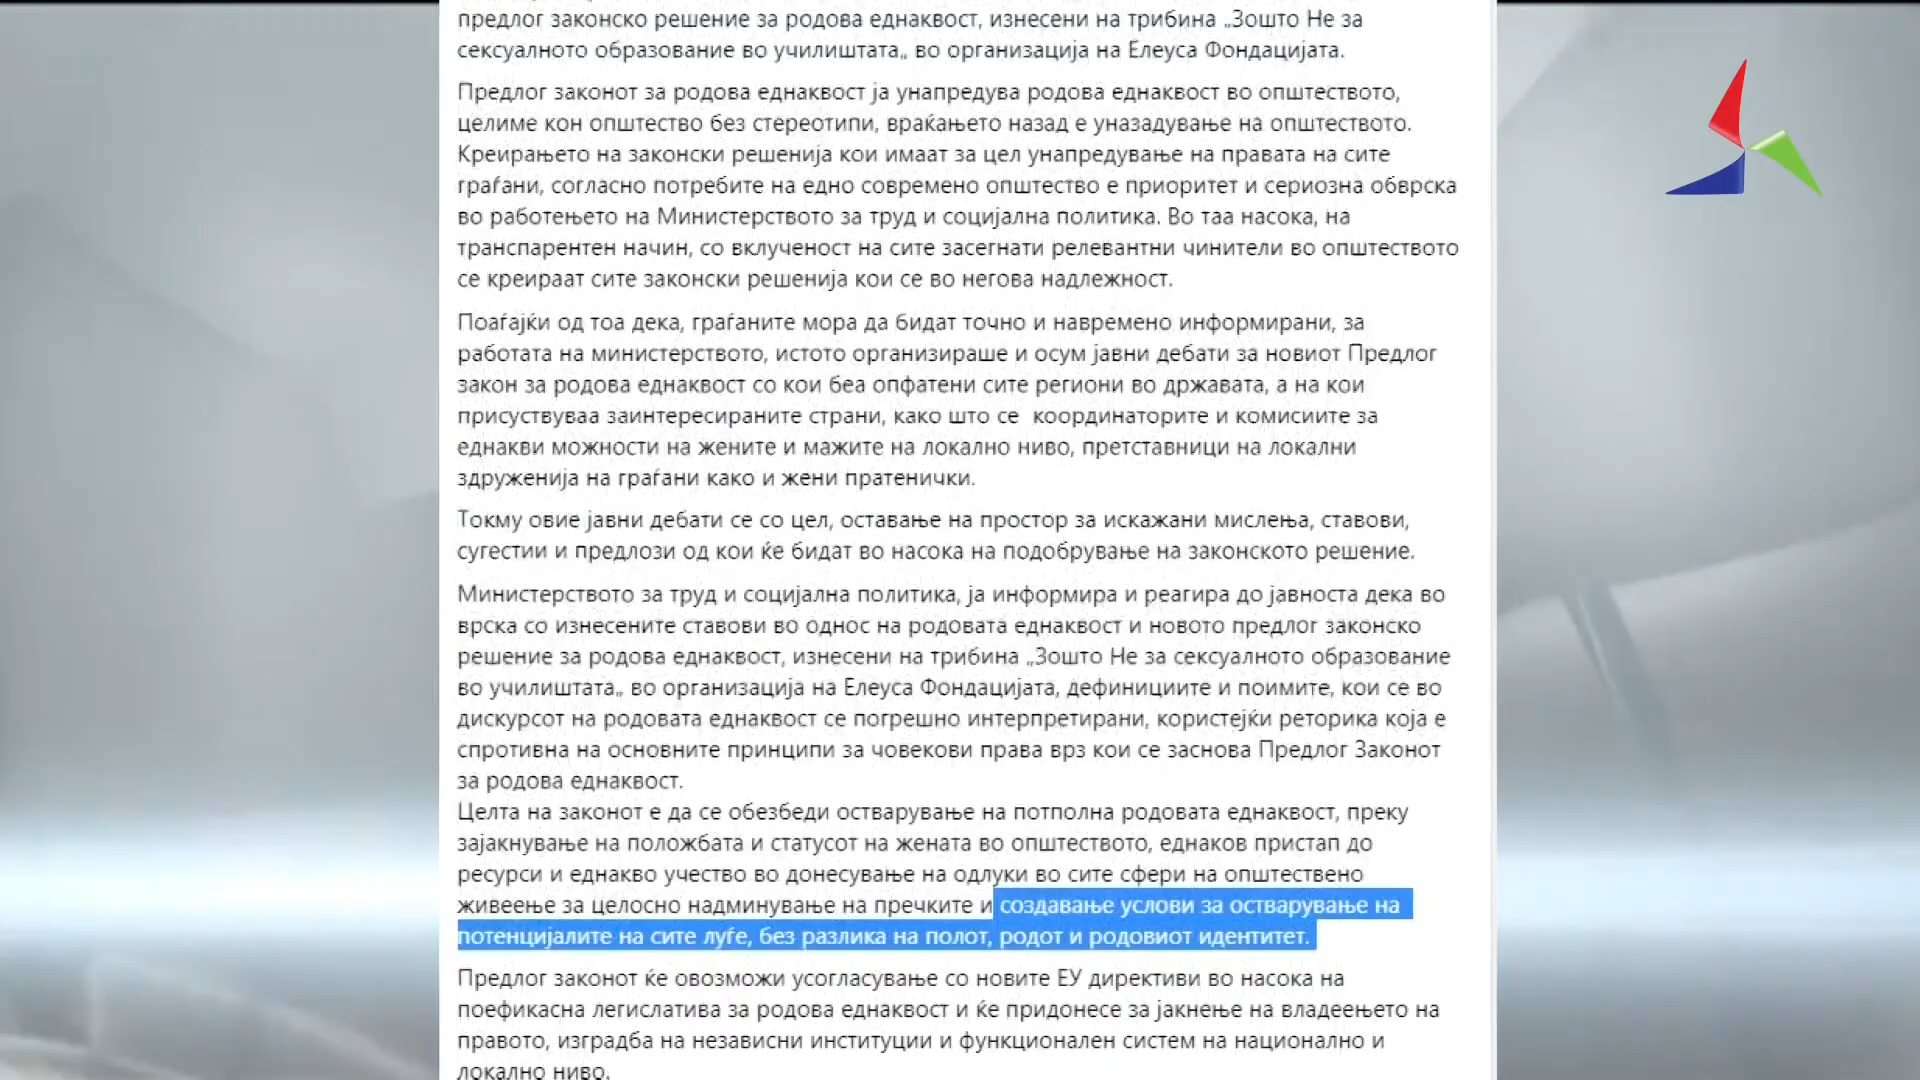 предлог законско решение за родова еднаквост, изнесени на трибина „Зошто Не за
сексуалното образование во училиштата„ во организација на Елеуса Фондацијата.
Предлог законот за родова еднаквост ја унапредува родова еднаквост во општеството,
целиме кон општество без стереотипи, враќањето назад е уназадување на општеството.
Креирањето на законски решенија кои имаат за цел унапредување на правата на сите
граѓани, согласно потребите на едно современо општество е приоритет и сериозна обврска
во работењето на Министерството за труд и социјална политика. Во таа насока, на
транспарентен начин, со вклученост на сите засегнати релевантни чинители во општеството
се креираат сите законски решенија кои се во негова надлежност.
Поаѓајќи од тоа дека, граѓаните мора да бидат точно и навремено информирани, за
работата на министерството, истото организираше и осум јавни дебати за новиот Предлог
закон за родова еднаквост со кои беа опфатени сите региони во државата, а на кои
присуствуваа заинтересираните страни, како што се  координаторите и комисиите за
еднакви можности на жените и мажите на локално ниво, претставници на локални
здруженија на граѓани како и жени пратенички.
Токму овие јавни дебати се со цел, оставање на простор за искажани мислења, ставови,
сугестии и предлози од кои ќе бидат во насока на подобрување на законското решение.
Министерството за труд и социјална политика, ја информира и реагира до јавноста дека во
врска со изнесените ставови во однос на родовата еднаквост и новото предлог законско
решение за родова еднаквост, изнесени на трибина „Зошто Не за сексуалното образование
во училиштата„ во организација на Елеуса Фондацијата, дефинициите и поимите, кои се во
дискурсот на родовата еднаквост се погрешно интерпретирани, користејќи реторика која е
спротивна на основните принципи за човекови права врз кои се заснова Предлог Законот
за родова еднаквост.
Целта на законот е да се обезбеди остварување на потполна родовата еднаквост, преку
зајакнување на положбата и статусот на жената во општеството, еднаков пристап до
ресурси и еднакво учество во донесување на одлуки во сите сфери на општествено
живеење за целосно надминување на пречките и создавање услови за остварување на
потенцијалите на сите луѓе, без разлика на полот, родот и родовиот идентитет.
Предлог законот ќе овозможи усогласување со новите ЕУ директиви во насока на
поефикасна легислатива за родова еднаквост и ќе придонесе за јакнење на владеењето на
правото, изградба на независни институции и функционален систем на национално и
локално ниво.